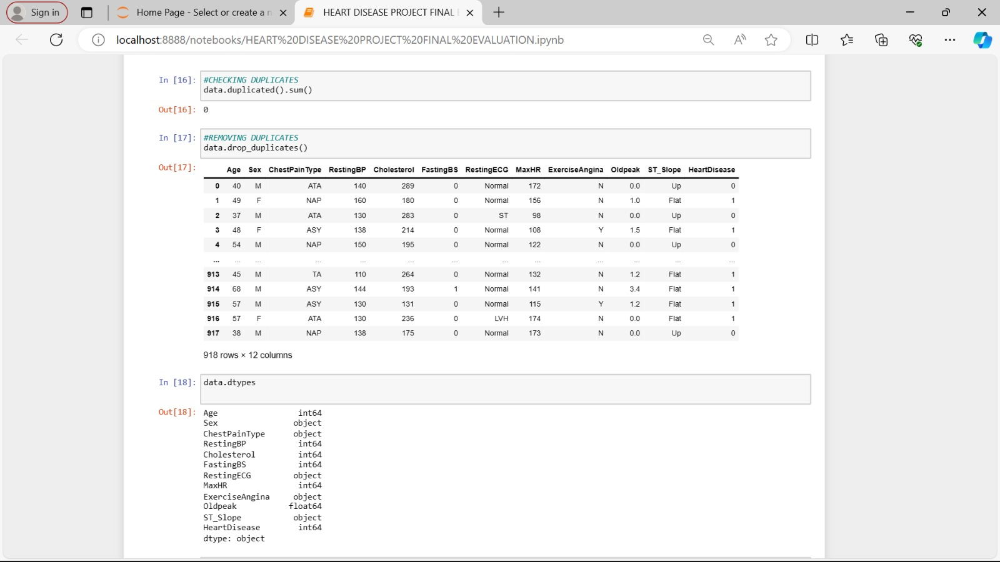 Sign in
Home Page - Select or create a n
HEART DISEASE PROJECT FINAL
localhost:8888/notebooks/HEART%20DISEASE%20PROJECT%20FINAL%20EVALUATION.ipynb
In [16]: #CHECKING DUPLICATES
data.duplicated().sum()
Out[16]: 0
In [17]: #REMOVING DUPLICATES
data.drop_duplicates()
Out[17]:
Age Sex ChestPainType RestingBP Cholesterol FastingBS RestingECG MaxHR ExerciseAngina Oldpeak ST_Slope HeartDisease
0 40 M ATA 140 289 0 Normal 172 N 0.0 Up 0
1 49 F NAP 160 180 0 Normal 156 N 1.0 Flat 1
2 37 M ATA 130 283 0 ST 98 N 0.0 Up 0
3 48 F ASY 138 214 0 Normal 108 Y 1.5 Flat 1
4 54 M NAP 150 195 0 Normal 122 N 0.0 Up 0
... ... ... ... ... ... ... ... ... ... ... ... ...
913 45 M TA 110 264 0 Normal 132 N 1.2 Flat 1
914 68 M ASY 144 193 1 Normal 141 N 3.4 Flat 1
915 57 M ASY 130 131 0 Normal 115 Y 1.2 Flat 1
916 57 F ATA 130 236 0 LVH 174 N 0.0 Flat 1
917 38 M NAP 138 175 0 Normal 173 N 0.0 Up 0
918 rows × 12 columns
In [18]: data.dtypes
Out[18]: Age int64
Sex object
ChestPainType object
RestingBP int64
Cholesterol int64
FastingBS int64
RestingECG object
MaxHR int64
ExerciseAngina object
Oldpeak float64
ST_Slope object
HeartDisease int64
dtype: object